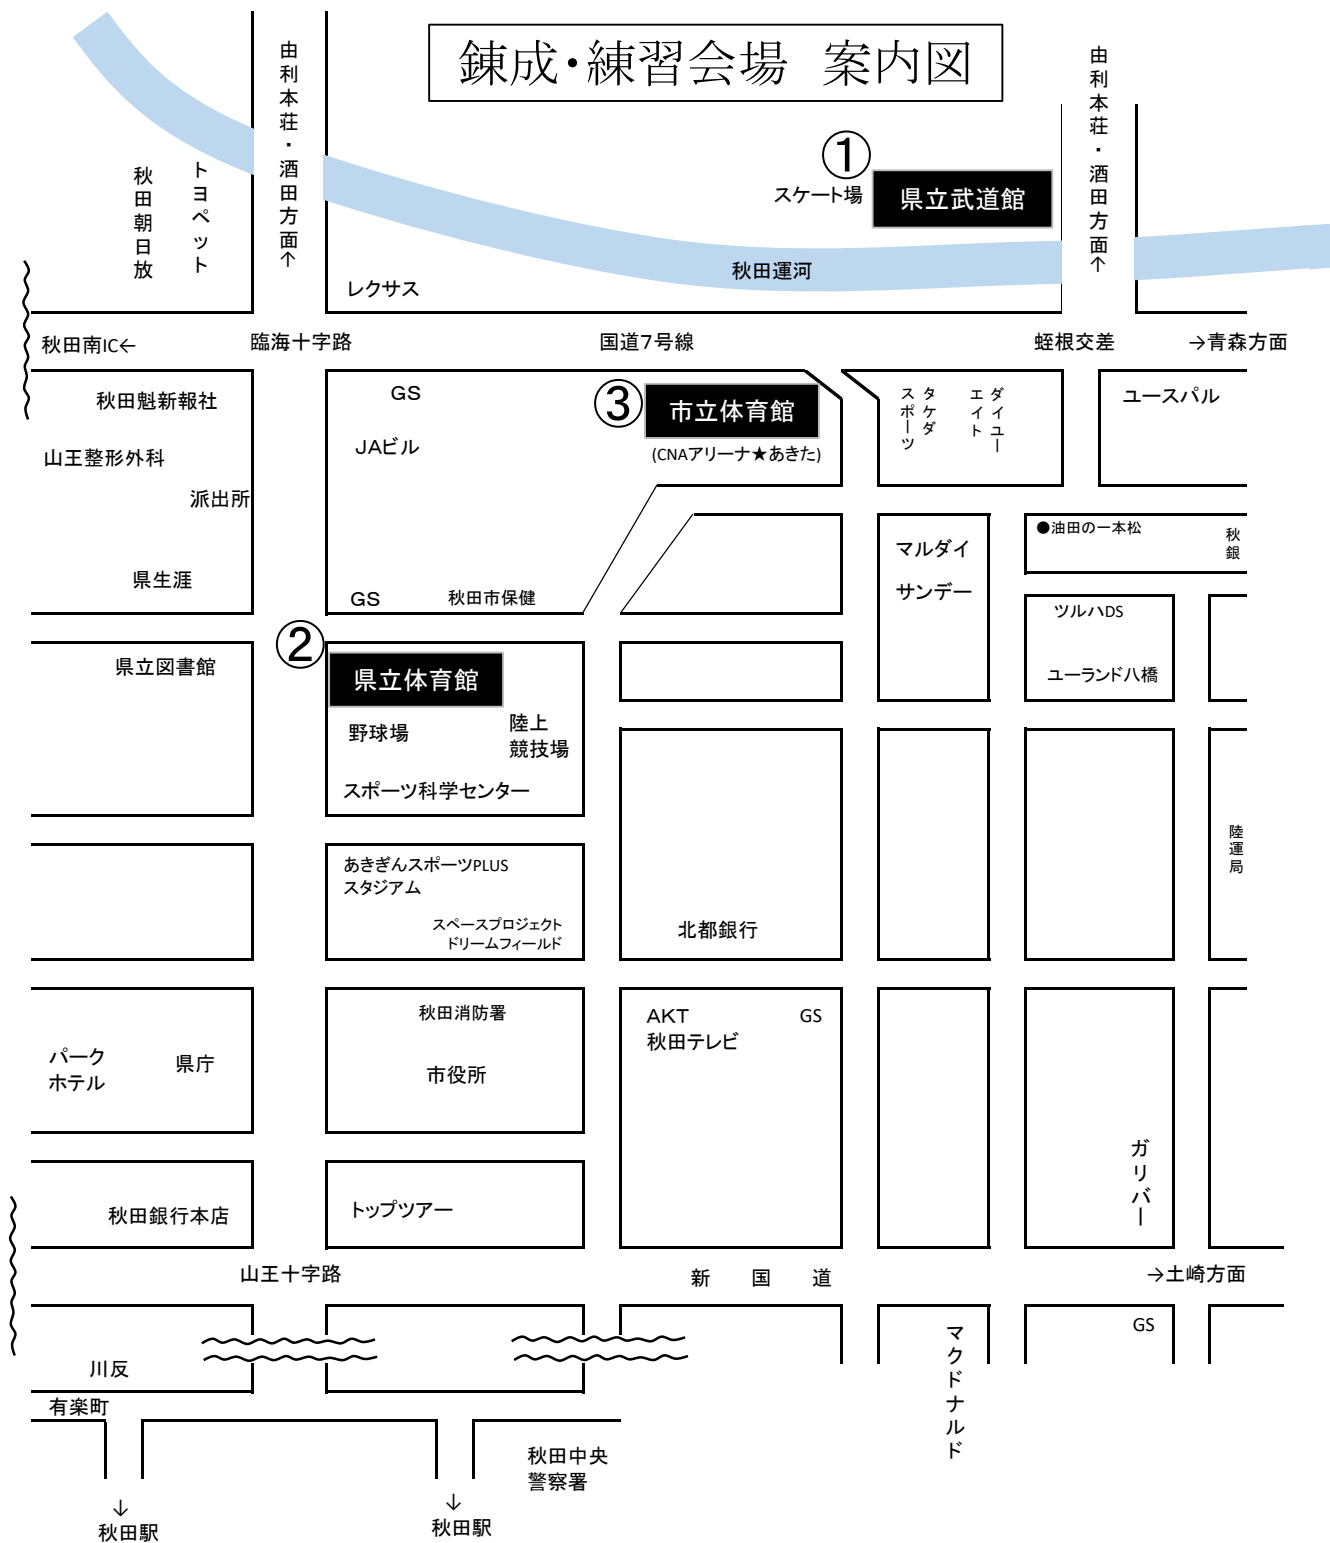 錬成・練習会場　案内図
由利本荘・酒田方面↑
由利本荘・酒田方面↑
①
スケート場
県立武道館
トヨペット
秋田朝日放
秋田運河
レクサス
秋田南IC←
臨海十字路
国道7号線
蛭根交差
→青森方面
秋田魁新報社
GS
③
市立体育館
(CNAアリーナ★あきた)
タケダ
スポーツ
ダイユー
エイト
ユースパル
山王整形外科
JAビル
派出所
●油田の一本松
秋銀
マルダイ
サンデー
県生涯
GS
秋田市保健
ツルハDS
ユーランド八橋
②
県立体育館
県立図書館
野球場
陸上
競技場
スポーツ科学センター
あきぎんスポーツPLUS
スタジアム
スペースプロジェクト
ドリームフィールド
陸運局
北都銀行
パーク
ホテル
県庁
秋田消防署
市役所
AKT
秋田テレビ
GS
ガリバー
秋田銀行本店
トップツアー
山王十字路
新　国　道
→土崎方面
川反
有楽町
マクドナルド
GS
秋田中央
警察署
↓
秋田駅
↓
秋田駅